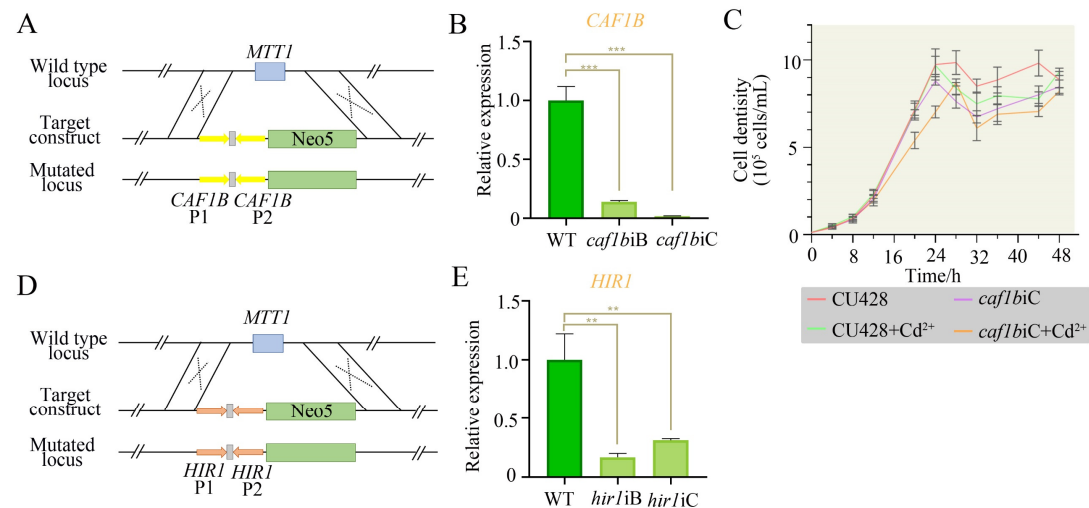 A
MTT1
Wild type
locus
Target
construct
Neo5
Mutated
locus
CAF1B CAF1B
P1 P2
B
CAF1B
Relative expression
1.5
1.0
0.5
0
***
***
WT caf1biB caf1biC
C
Cell dentisity
(10⁵ cells/mL)
10
5
0
0 8 16 24 32 40 48
Time/h
CU428
caf1biC
CU428+Cd²⁺
caf1biC+Cd²⁺
D
MTT1
Wild type
locus
Target
construct
Neo5
Mutated
locus
HIR1 HIR1
P1 P2
E
HIR1
Relative expression
1.5
1.0
0.5
0
**
**
WT hir1iB hir1iC